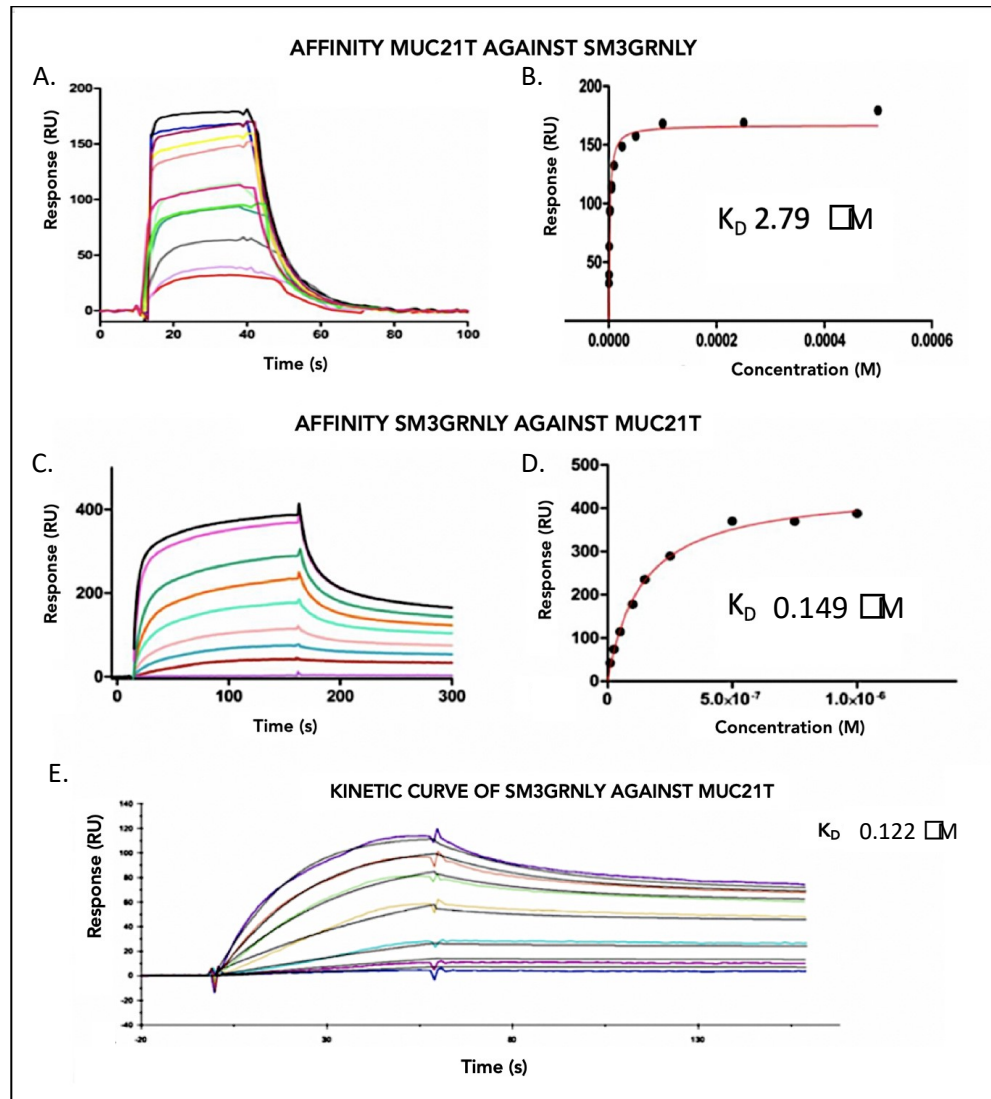 AFFINITY MUC21T AGAINST SM3GRNLY
A.
B.
Response (RU)
200
150
100
50
0
0
20
40
60
80
100
Time (s)
Response (RU)
200
150
100
50
K_D 2.79 □M
0.0000
0.0002
0.0004
0.0006
Concentration (M)
AFFINITY SM3GRNLY AGAINST MUC21T
C.
D.
Response (RU)
400
200
0
0
100
200
300
Time (s)
Response (RU)
500
400
300
200
100
0
K_D 0.149 □M
0
5.0×10⁻⁷
1.0×10⁻⁶
Concentration (M)
E.
KINETIC CURVE OF SM3GRNLY AGAINST MUC21T
K_D 0.122 □M
Response (RU)
140
120
100
80
60
40
20
0
-20
-40
-20
30
80
130
Time (s)